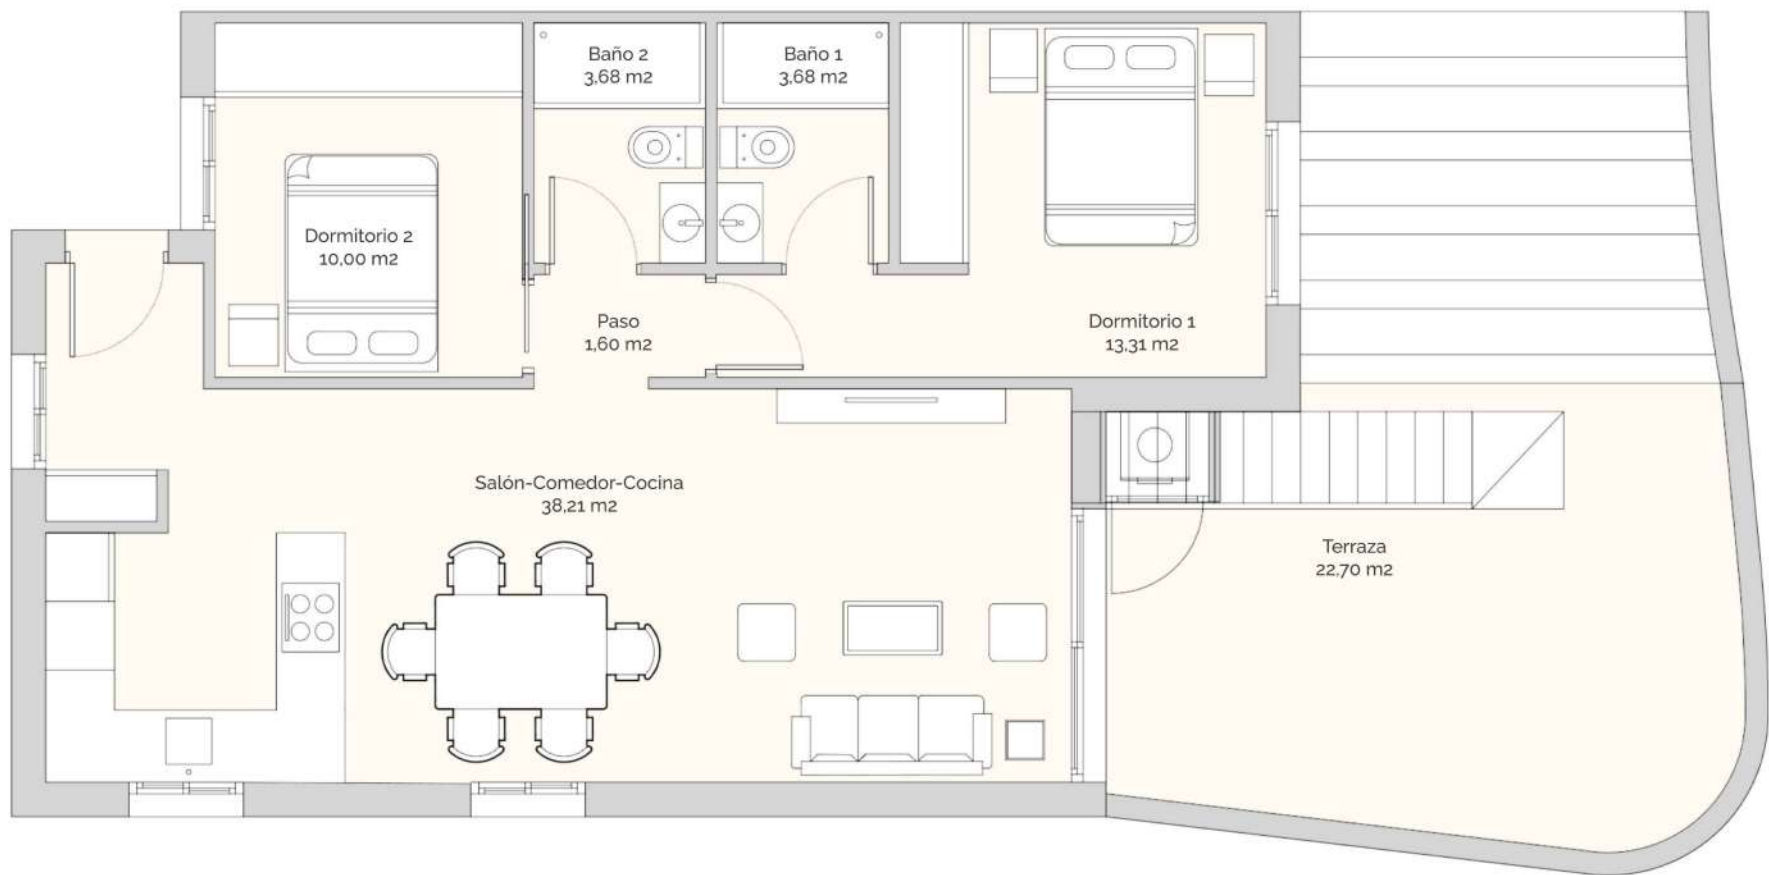 Baño 2
3,68 m2
Baño 1
3,68 m2
Dormitorio 2
10,00 m2
Paso
1,60 m2
Dormitorio 1
13,31 m2
Salón-Comedor-Cocina
38,21 m2
Terraza
22,70 m2